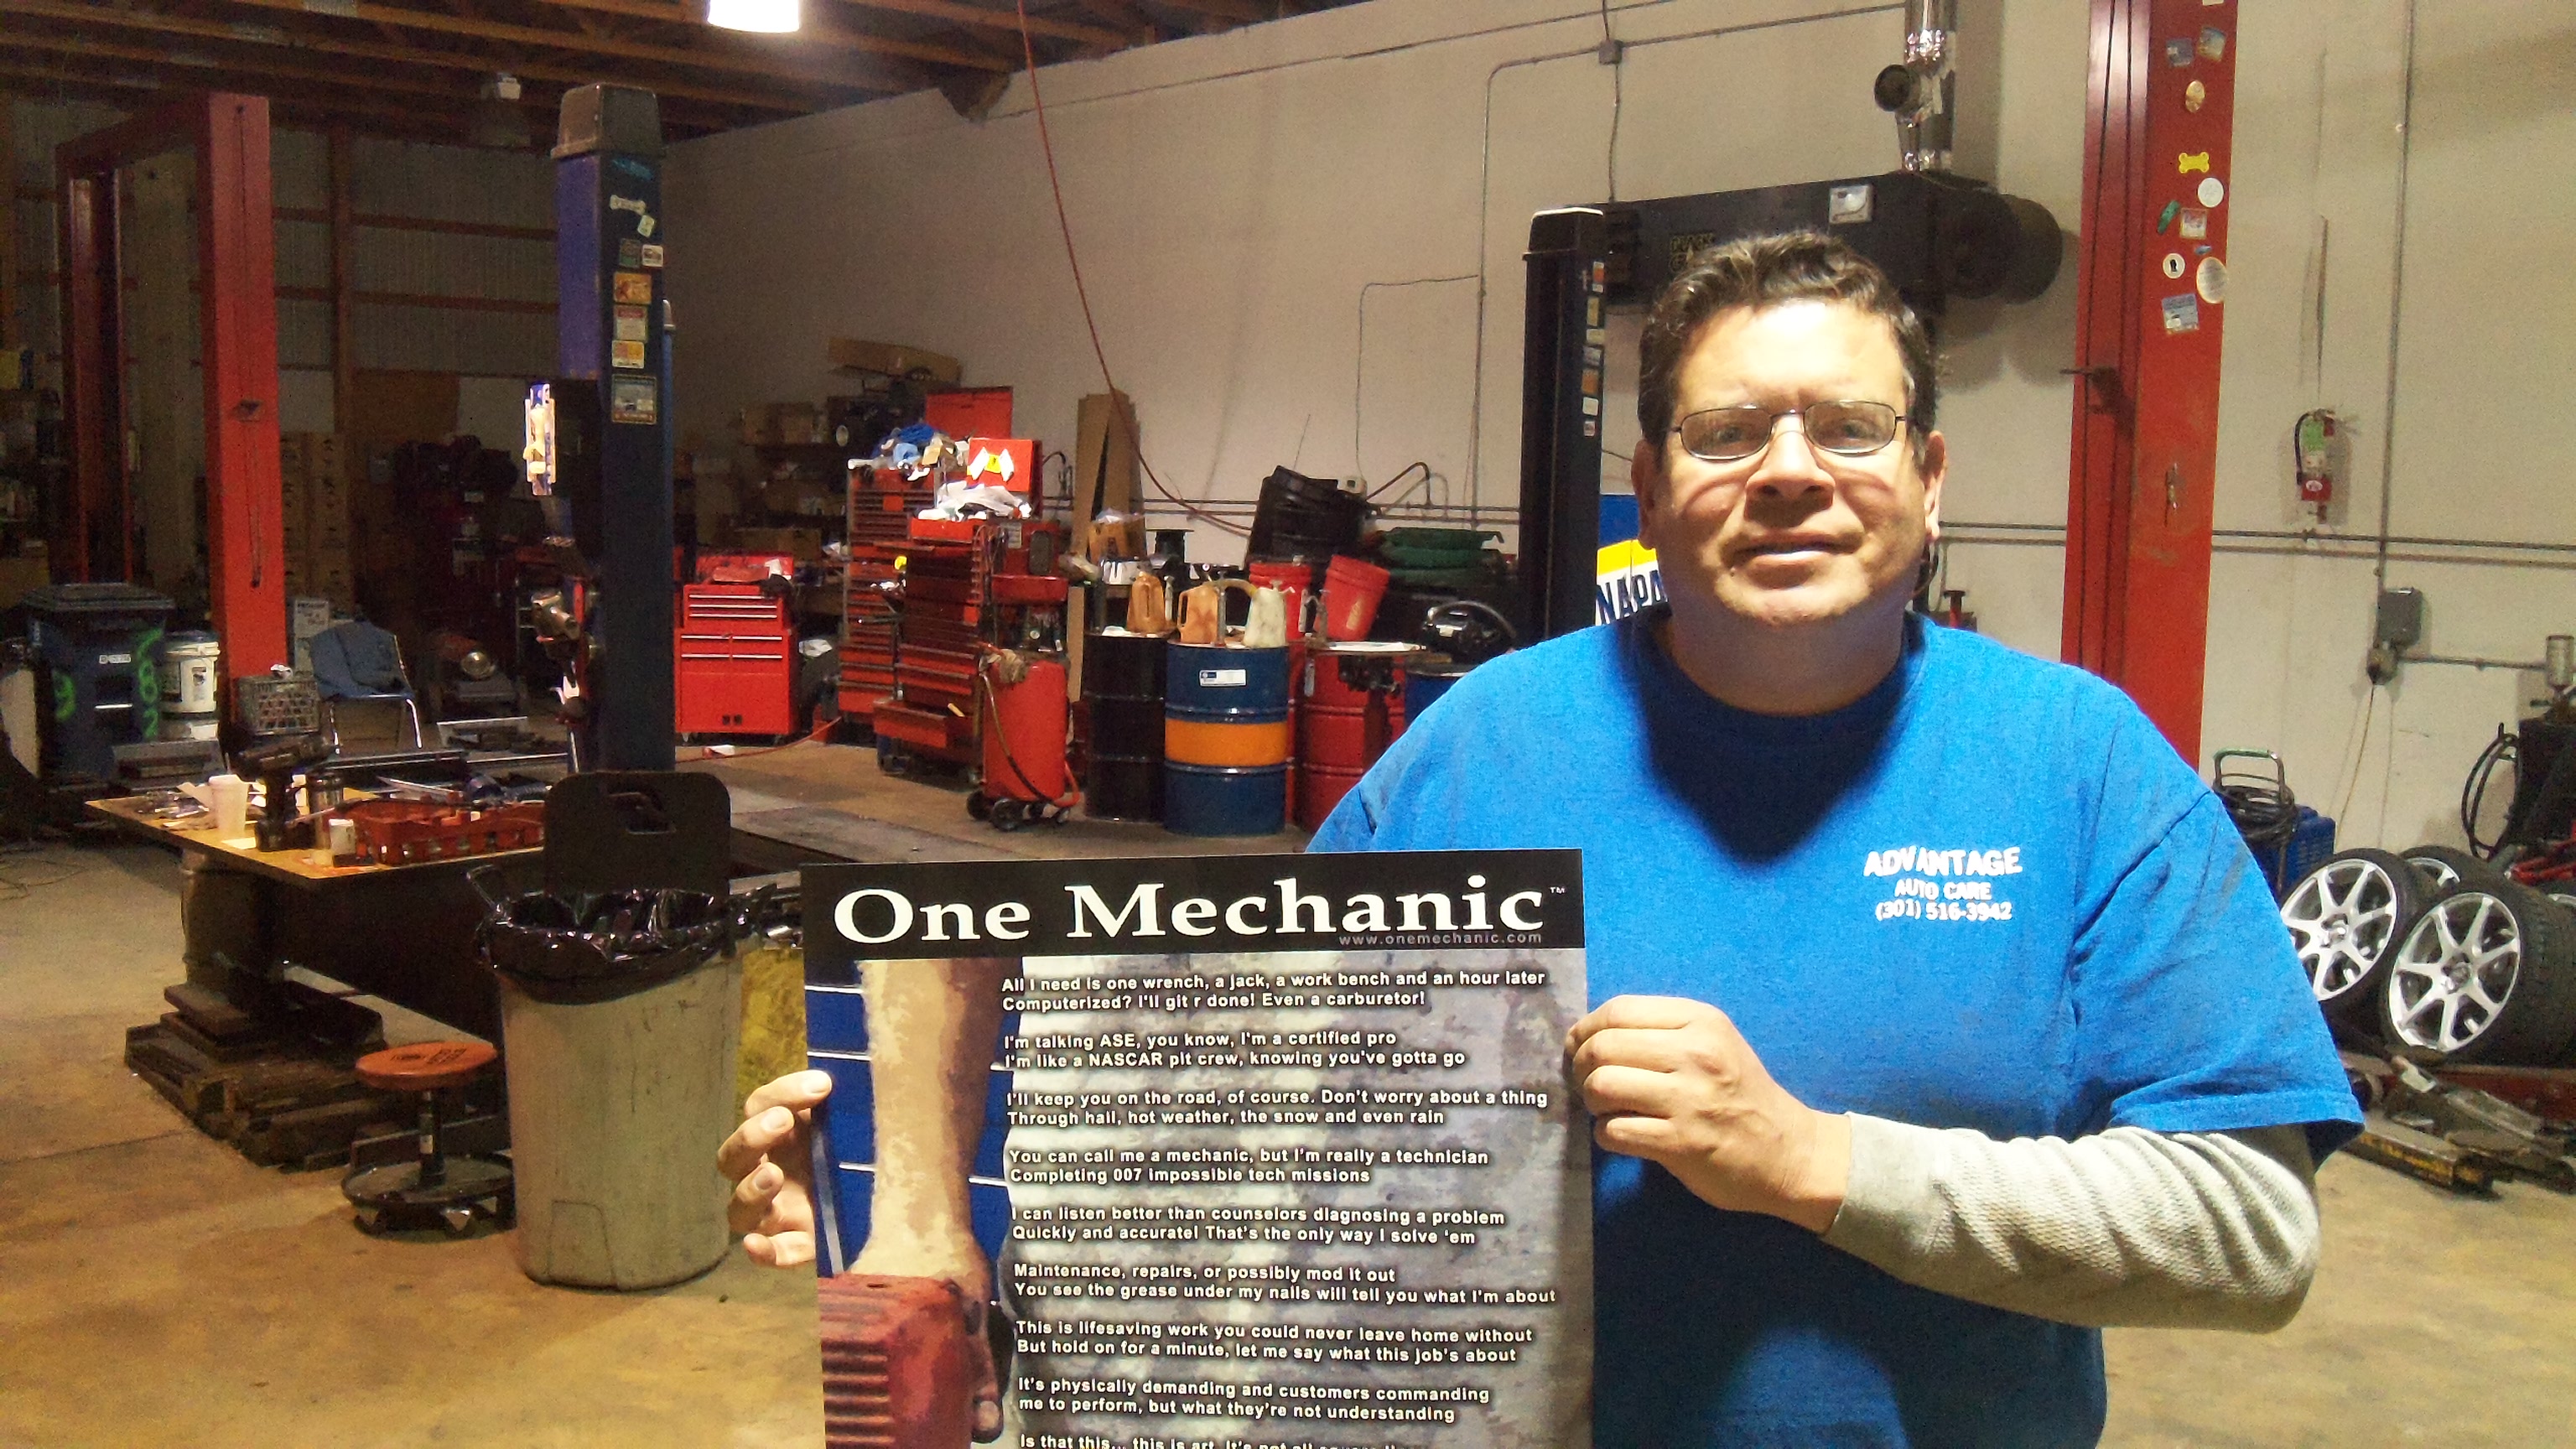 NAPA
ADVANTAGE
AUTO CARE
(301) 516-3942
One Mechanic™
www.onemechanic.com
All I need is one wrench, a jack, a work bench and an hour later
Computerized? I'll git r done! Even a carburetor!
I'm talking ASE, you know, I'm a certified pro
I'm like a NASCAR pit crew, knowing you've gotta go
I'll keep you on the road, of course. Don't worry about a thing
Through hail, hot weather, the snow and even rain
You can call me a mechanic, but I'm really a technician
Completing 007 impossible tech missions
I can listen better than counselors diagnosing a problem
Quickly and accurate! That's the only way I solve 'em
Maintenance, repairs, or possibly mod it out
You see the grease under my nails will tell you what I'm about
This is lifesaving work you could never leave home without
But hold on for a minute, let me say what this job's about
It's physically demanding and customers commanding
me to perform, but what they're not understanding
Is that this... this is art. It's not all